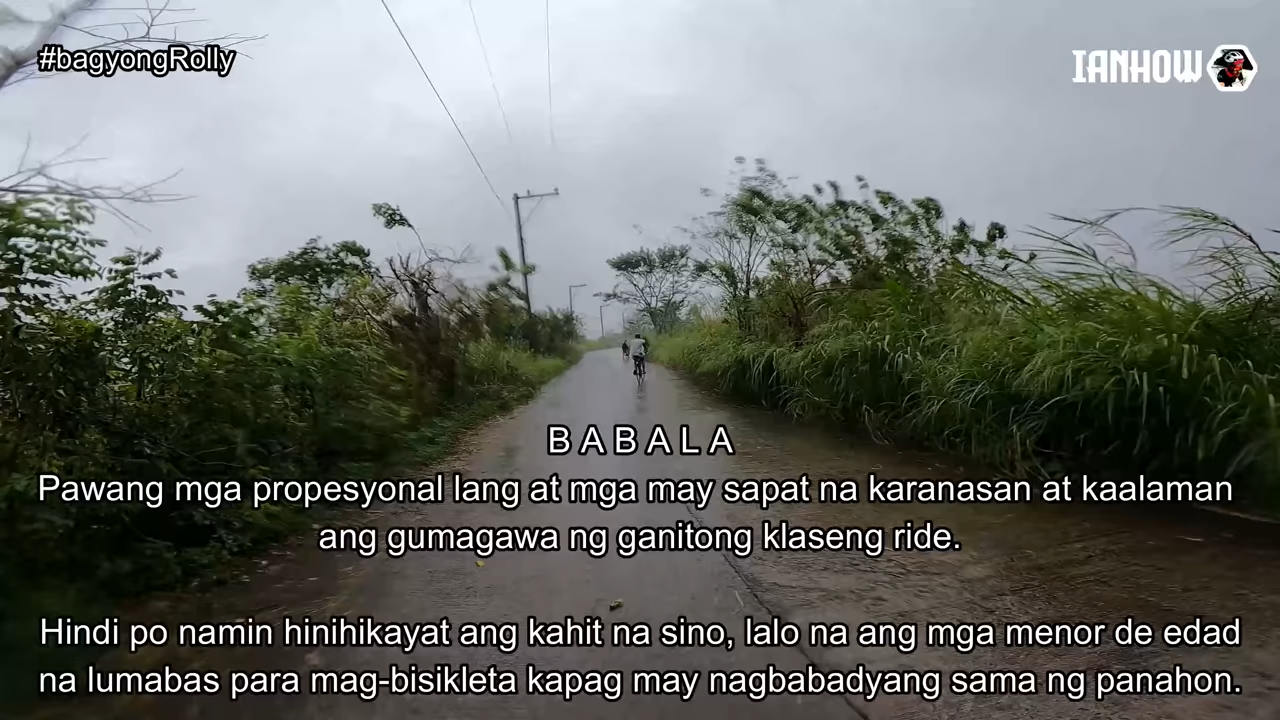 #bagyongRolly
IANHOW
B A B A L A
Pawang mga propesyonal lang at mga may sapat na karanasan at kaalaman
ang gumagawa ng ganitong klaseng ride.
Hindi po namin hinihikayat ang kahit na sino, lalo na ang mga menor de edad
na lumabas para mag-bisikleta kapag may nagbabadyang sama ng panahon.